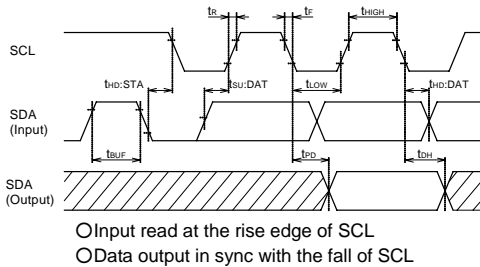 tR tF tHIGH
SCL
tHD:STA tSU:DAT tLOW tHD:DAT
SDA
(Input)
tBUF tPD tDH
SDA
(Output)
○Input read at the rise edge of SCL
○Data output in sync with the fall of SCL